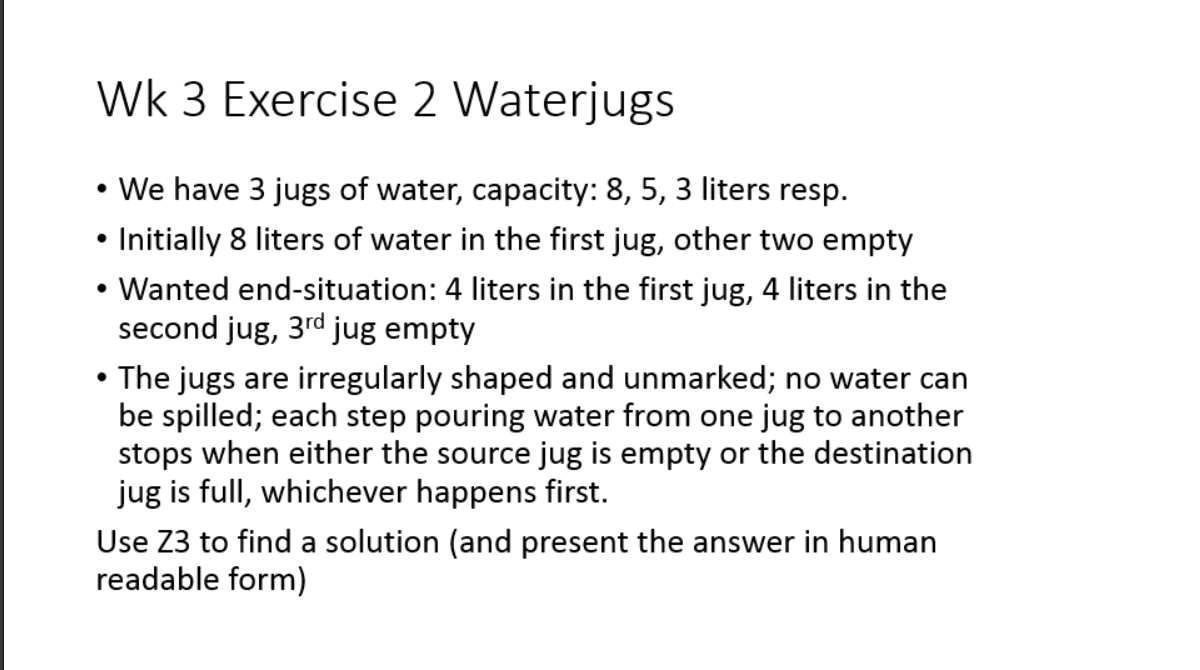 Wk 3 Exercise 2 Waterjugs
• We have 3 jugs of water, capacity: 8, 5, 3 liters resp.
• Initially 8 liters of water in the first jug, other two empty
• Wanted end-situation: 4 liters in the first jug, 4 liters in the
second jug, 3rd jug empty
• The jugs are irregularly shaped and unmarked; no water can
be spilled; each step pouring water from one jug to another
stops when either the source jug is empty or the destination
jug is full, whichever happens first.
Use Z3 to find a solution (and present the answer in human
readable form)